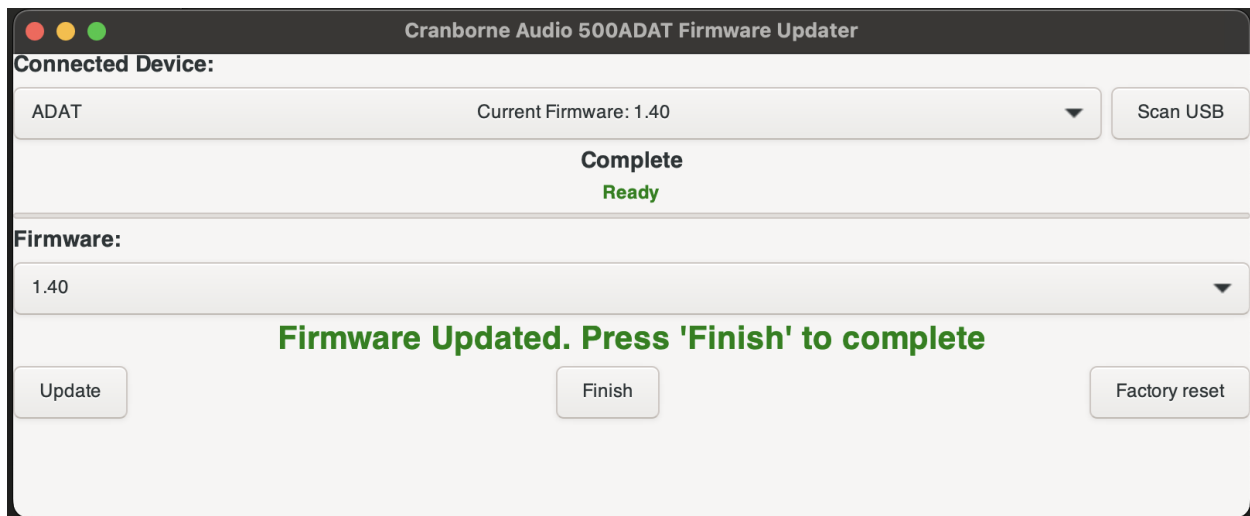 Cranborne Audio 500ADAT Firmware Updater
Connected Device:
ADAT Current Firmware: 1.40 Scan USB
Complete
Ready
Firmware:
1.40
Firmware Updated. Press 'Finish' to complete
Update Finish Factory reset